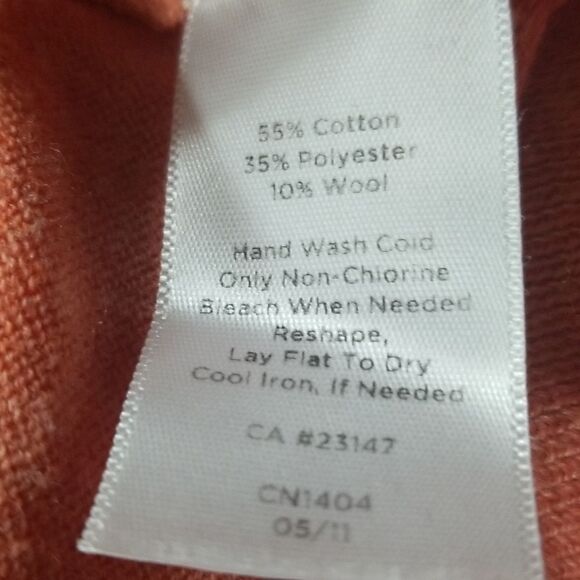 55% Cotton
35% Polyester
10% Wool
Hand Wash Cold
Only Non-Chlorine
Bleach When Needed
Reshape,
Lay Flat To Dry
Cool Iron, If Needed
CA #23147
CN1404
05/11